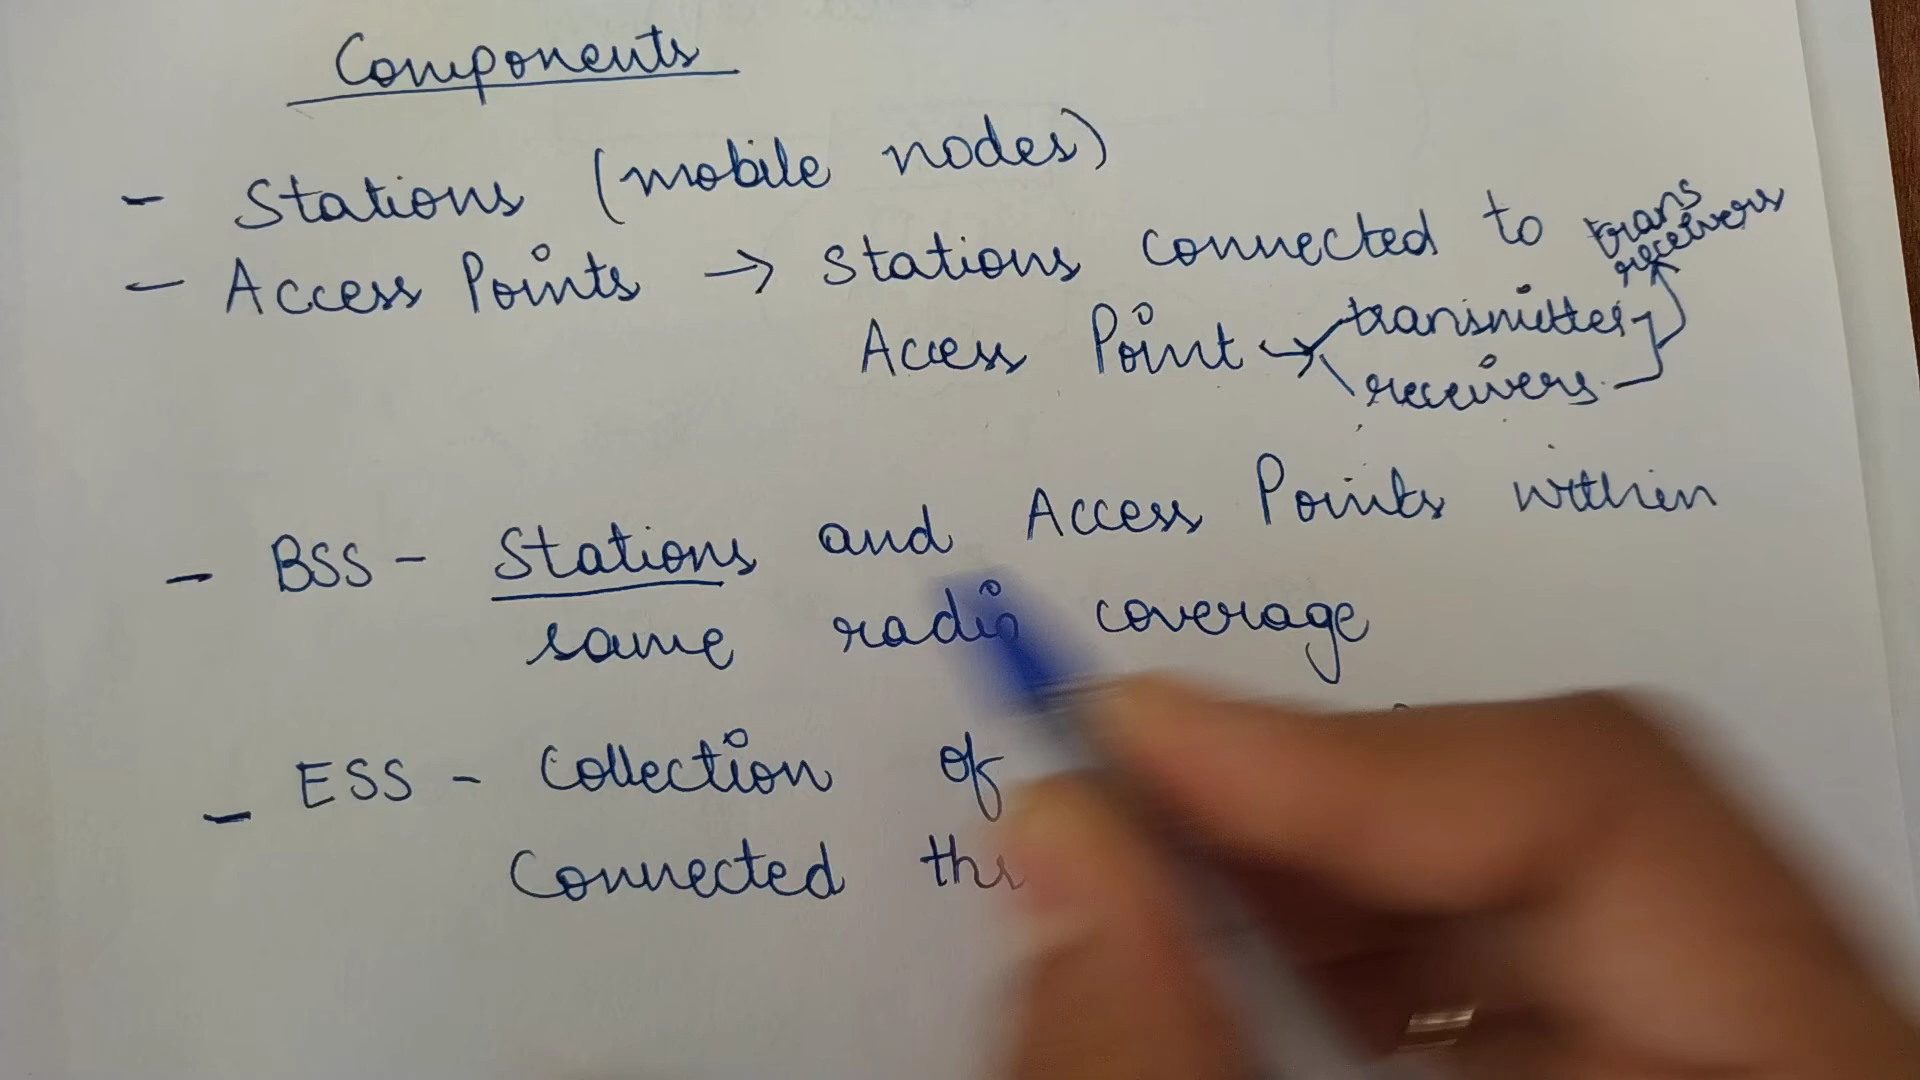 Components
- Stations (mobile nodes)
- Access Points → Stations connected to trans receivers
Access Point → transmitter
receivers
- BSS - Stations and Access Points within
same radio coverage
- ESS - Collection of
Connected